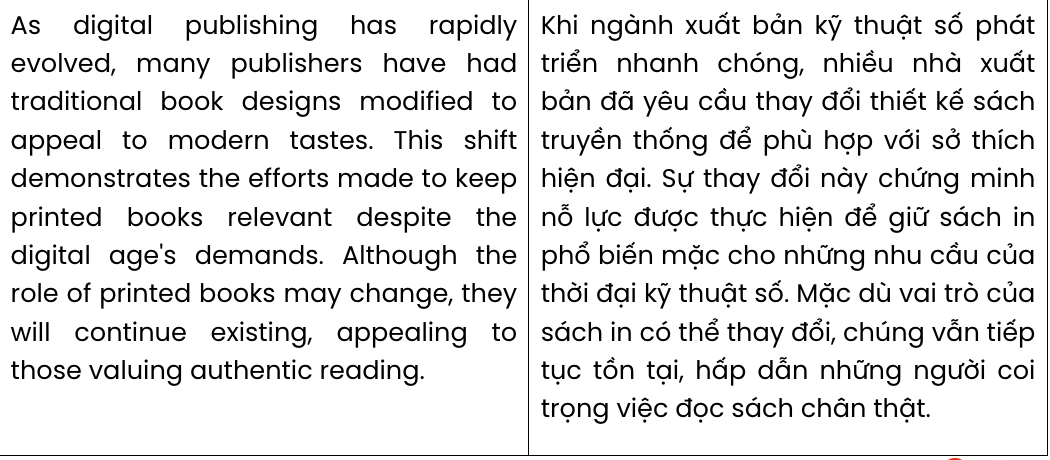 As digital publishing has rapidly
evolved, many publishers have had
traditional book designs modified to
appeal to modern tastes. This shift
demonstrates the efforts made to keep
printed books relevant despite the
digital age's demands. Although the
role of printed books may change, they
will continue existing, appealing to
those valuing authentic reading.
Khi ngành xuất bản kỹ thuật số phát
triển nhanh chóng, nhiều nhà xuất
bản đã yêu cầu thay đổi thiết kế sách
truyền thống để phù hợp với sở thích
hiện đại. Sự thay đổi này chứng minh
nỗ lực được thực hiện để giữ sách in
phổ biến mặc cho những nhu cầu của
thời đại kỹ thuật số. Mặc dù vai trò của
sách in có thể thay đổi, chúng vẫn tiếp
tục tồn tại, hấp dẫn những người coi
trọng việc đọc sách chân thật.